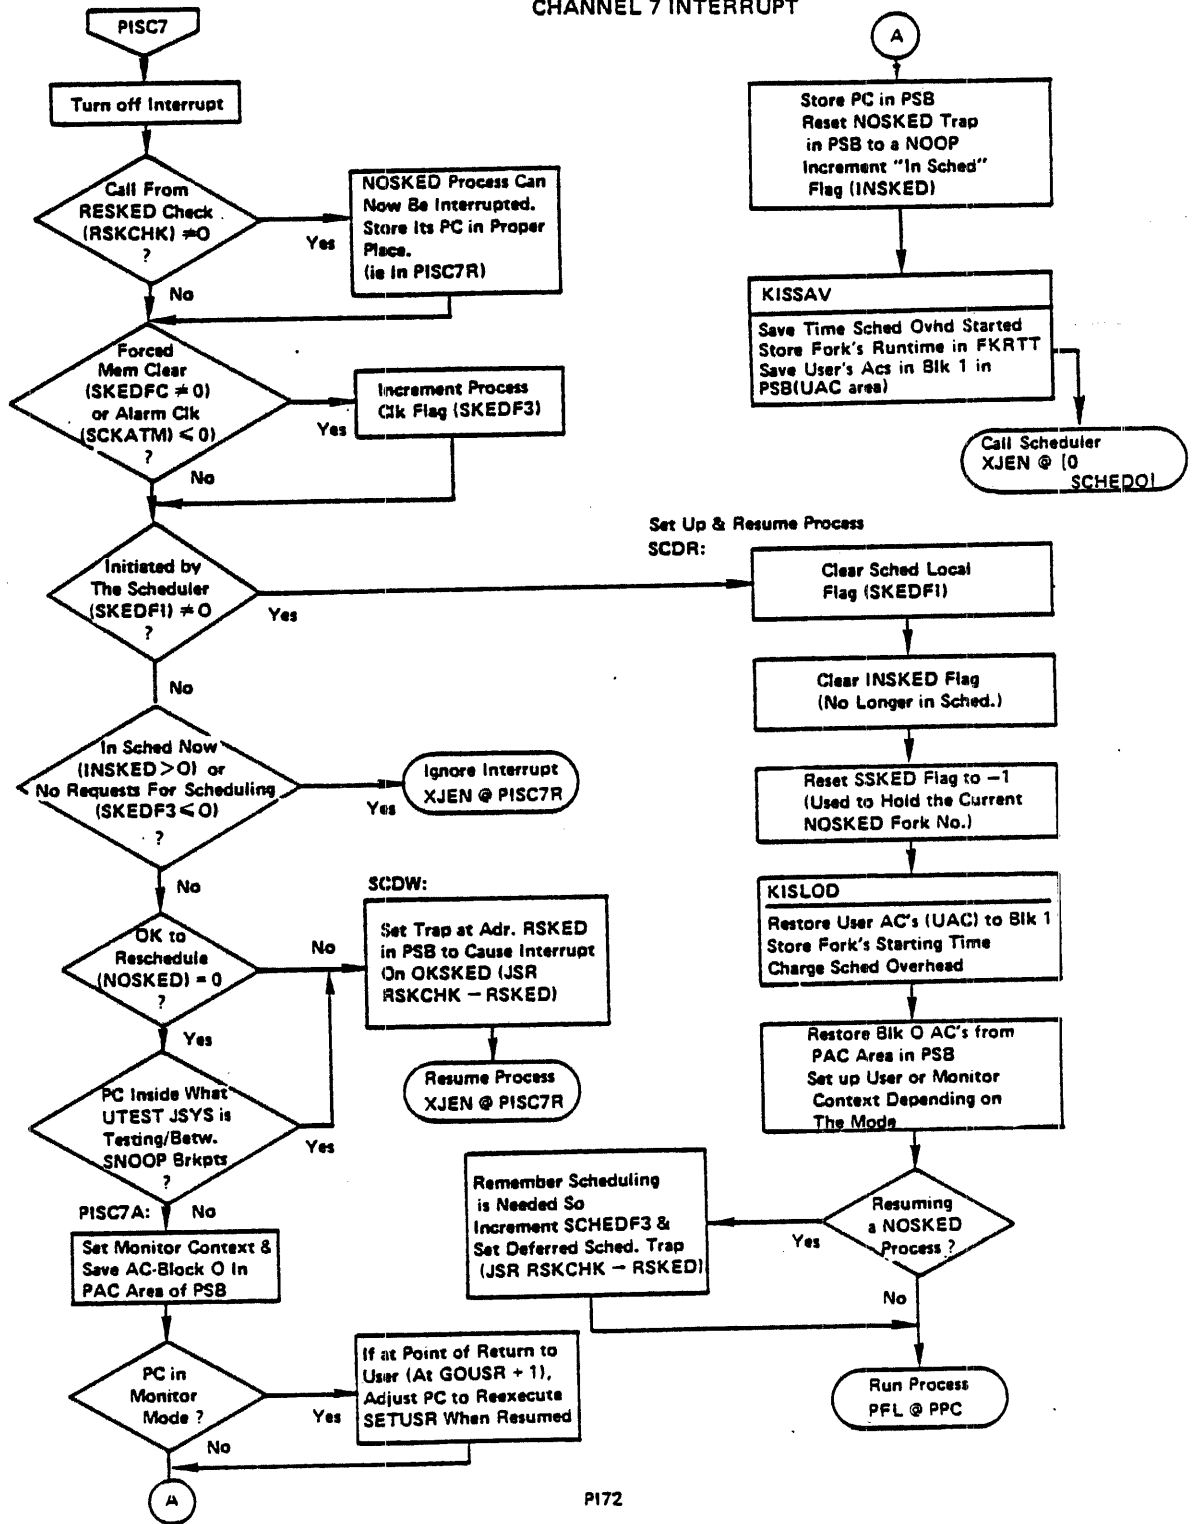 CHANNEL 7 INTERRUPT
PISC7
Turn off Interrupt
Call From
RESKED Check
(RSKCHK) ≠0
?
Yes
No
NOSKED Process Can
Now Be Interrupted.
Store Its PC in Proper
Place.
(ie In PISC7R)
Forced
Mem Clear
(SKEDFC ≠ 0)
or Alarm Clk
(SCKATM) ≤ 0)
?
Yes
No
Increment Process
Clk Flag (SKEDF3)
Initiated by
The Scheduler
(SKEDF1) ≠ 0
?
Yes
No
In Sched Now
(INSKED>0) or
No Requests For Scheduling
(SKEDF3 ≤ 0)
?
Yes
No
Ignore Interrupt
XJEN @ PISC7R
OK to
Reschedule
(NOSKED) = 0
?
No
Yes
SCDW:
Set Trap at Adr. RSKED
in PSB to Cause Interrupt
On OKSKED (JSR
RSKCHK – RSKED)
Resume Process
XJEN @ PISC7R
PC Inside What
UTEST JSYS is
Testing/Betw.
SNOOP Brkpts
?
Yes
PISC7A:
No
Set Monitor Context &
Save AC-Block 0 In
PAC Area of PSB
PC in
Monitor
Mode ?
Yes
No
If at Point of Return to
User (At GOUSR + 1),
Adjust PC to Reexecute
SETUSR When Resumed
A
A
Store PC in PSB
Reset NOSKED Trap
in PSB to a NOOP
Increment "In Sched"
Flag (INSKED)
KISSAV
Save Time Sched Ovhd Started
Store Fork's Runtime in FKRTT
Save User's Acs in Blk 1 in
PSB(UAC area)
Call Scheduler
XJEN @ [0
SCHED0]
Set Up & Resume Process
SCDR:
Clear Sched Local
Flag (SKEDF1)
Clear INSKED Flag
(No Longer in Sched.)
Reset SSKED Flag to –1
(Used to Hold the Current
NOSKED Fork No.)
KISLOD
Restore User AC's (UAC) to Blk 1
Store Fork's Starting Time
Charge Sched Overhead
Restore Blk 0 AC's from
PAC Area in PSB
Set up User or Monitor
Context Depending on
The Mode
Resuming
a NOSKED
Process ?
Yes
No
Remember Scheduling
is Needed So
Increment SCHEDF3 &
Set Deferred Sched. Trap
(JSR RSKCHK → RSKED)
Run Process
PFL @ PPC
PI72